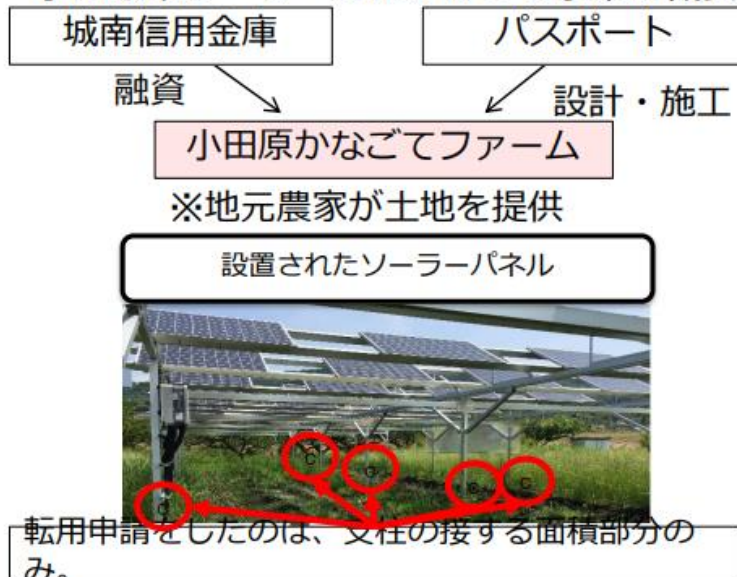 城南信用金庫
パスポート
融資
設計・施工
小田原かなごてファーム
※地元農家が土地を提供
設置されたソーラーパネル
転用申請をしたのは、支柱の接する面積部分の
み。